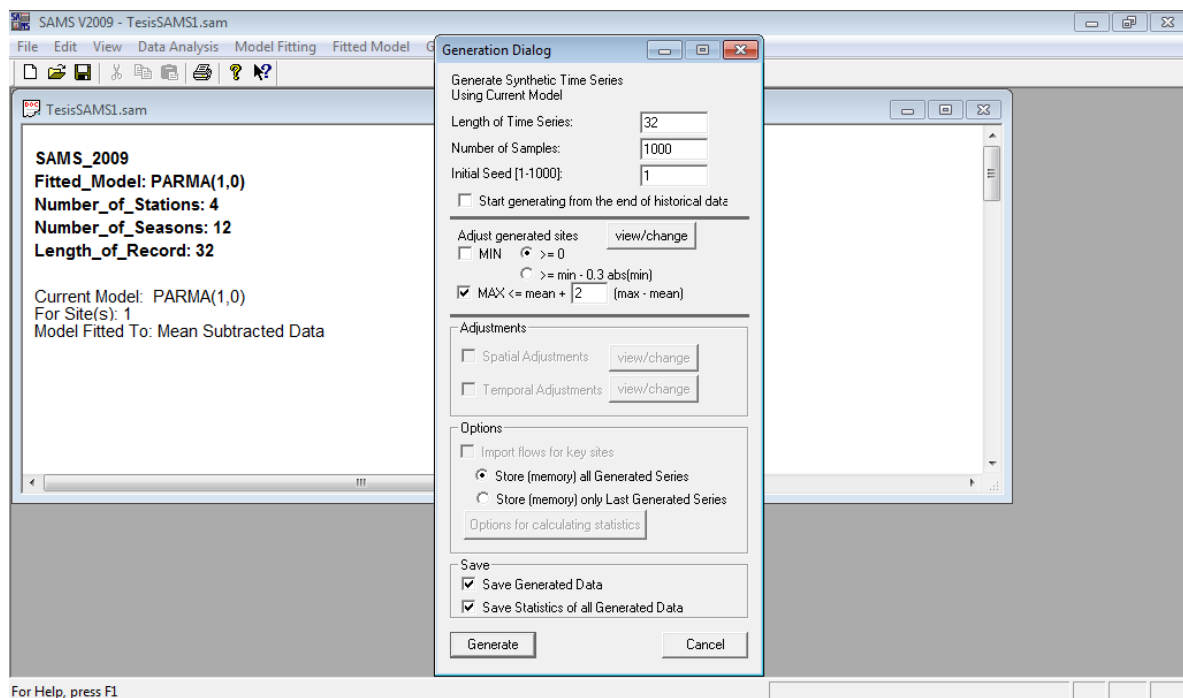 SAMS V2009 - TesisSAMS1.sam
File Edit View Data Analysis Model Fitting Fitted Model G
TesisSAMS1.sam
SAMS_2009
Fitted_Model: PARMA(1,0)
Number_of_Stations: 4
Number_of_Seasons: 12
Length_of_Record: 32
Current Model: PARMA(1,0)
For Site(s): 1
Model Fitted To: Mean Subtracted Data
Generation Dialog
Generate Synthetic Time Series
Using Current Model
Length of Time Series: 32
Number of Samples: 1000
Initial Seed [1-1000]: 1
Start generating from the end of historical data
Adjust generated sites view/change
MIN >= 0
>= min - 0.3 abs(min)
MAX <= mean + 2 (max - mean)
Adjustments
Spatial Adjustments view/change
Temporal Adjustments view/change
Options
Import flows for key sites
Store (memory) all Generated Series
Store (memory) only Last Generated Series
Options for calculating statistics
Save
Save Generated Data
Save Statistics of all Generated Data
Generate Cancel
For Help, press F1